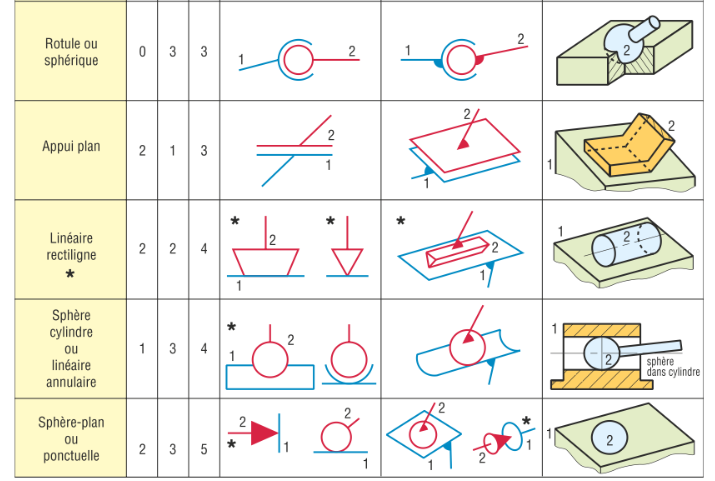 Rotule ou
sphérique
0 3 3
1 2
1 2
2
Appui plan
2 1 3
2
1
2
1
2
1
Linéaire
rectiligne
*
2 2 4
* *
2
1
*
2
1
1
2
Sphère
cylindre
ou
linéaire
annulaire
1 3 4
*
2
1
2
1
1
2
sphère
dans cylindre
Sphère-plan
ou
ponctuelle
2 3 5
2
*
1
2
1
2
1
*
2 1
1
2